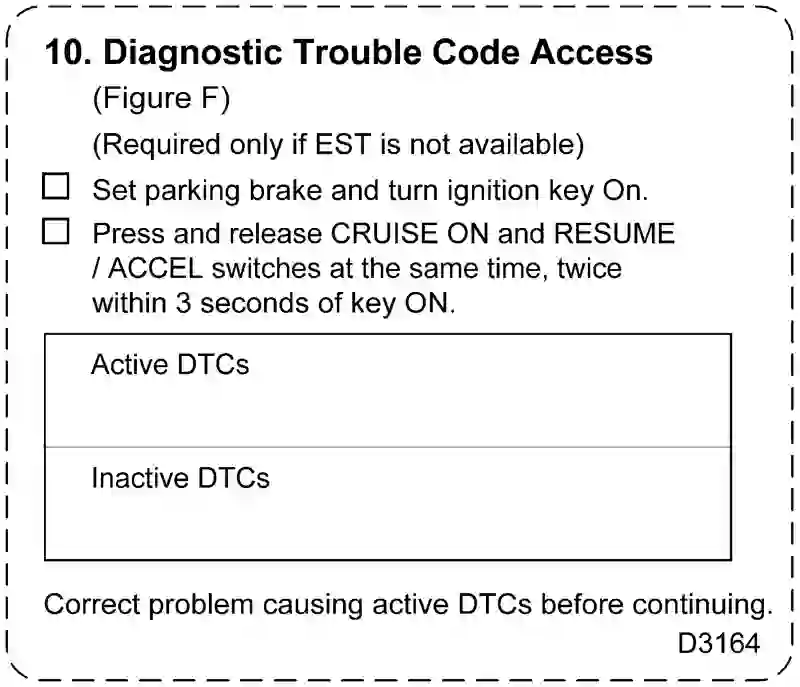 10. Diagnostic Trouble Code Access
(Figure F)
(Required only if EST is not available)
Set parking brake and turn ignition key On.
Press and release CRUISE ON and RESUME
/ ACCEL switches at the same time, twice
within 3 seconds of key ON.
Active DTCs
Inactive DTCs
Correct problem causing active DTCs before continuing.
D3164